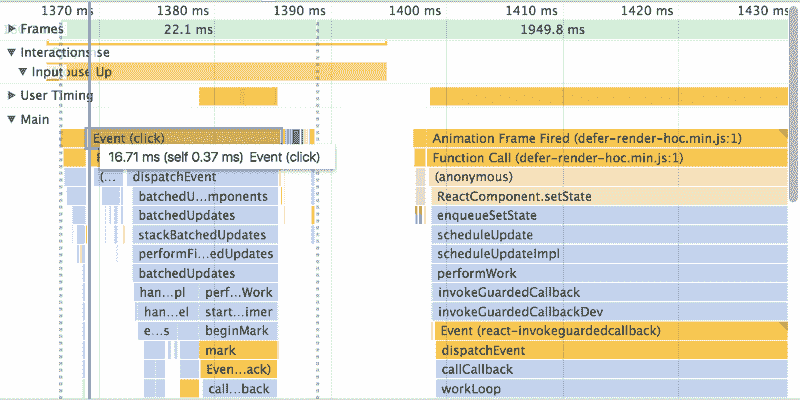 1370 ms 1380 ms 1390 ms 1400 ms 1410 ms 1420 ms 1430 ms
Frames 22.1 ms 1949.8 ms
Interactions
Input
User Timing
Main
Event (click) Animation Frame Fired (defer-render-hoc.min.js:1)
16.71 ms (self 0.37 ms) Event (click) Function Call (defer-render-hoc.min.js:1)
(... dispatchEvent (anonymous)
batchedU...mponents ReactComponent.setState
batchedUpdates enqueueSetState
stackBatchedUpdates scheduleUpdate
performFi...edUpdates scheduleUpdateImpl
batchedUpdates performWork
han...pl perf...Work invokeGuardedCallback
han...el start...imer invokeGuardedCallbackDev
e...s beginMark Event (react-invokeguardedcallback)
mark dispatchEvent
Even...ack) callCallback
call...back workLoop